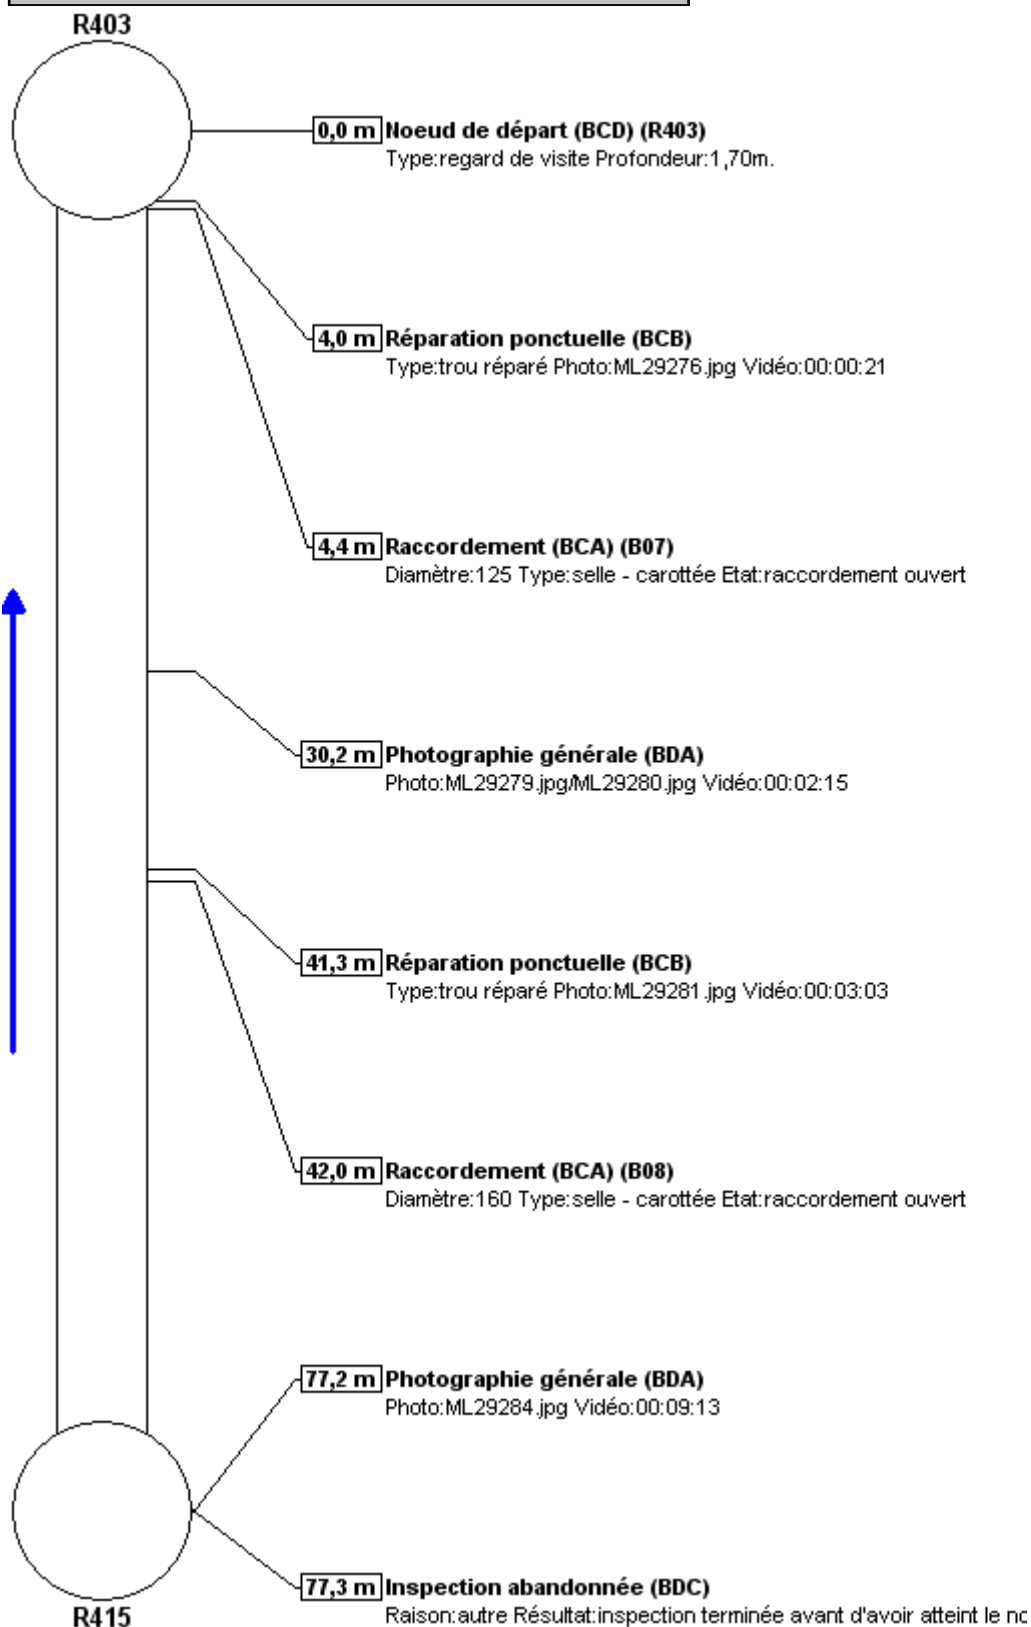 R403
0,0 m Noeud de départ (BCD) (R403)
Type:regard de visite Profondeur:1,70m.
4,0 m Réparation ponctuelle (BCB)
Type:trou réparé Photo:ML29276.jpg Vidéo:00:00:21
4,4 m Raccordement (BCA) (B07)
Diamètre:125 Type:selle - carottée Etat:raccordement ouvert
30,2 m Photographie générale (BDA)
Photo:ML29279.jpg/ML29280.jpg Vidéo:00:02:15
41,3 m Réparation ponctuelle (BCB)
Type:trou réparé Photo:ML29281.jpg Vidéo:00:03:03
42,0 m Raccordement (BCA) (B08)
Diamètre:160 Type:selle - carottée Etat:raccordement ouvert
77,2 m Photographie générale (BDA)
Photo:ML29284.jpg Vidéo:00:09:13
77,3 m Inspection abandonnée (BDC)
R415
Raison:autre Résultat:inspection terminée avant d'avoir atteint le